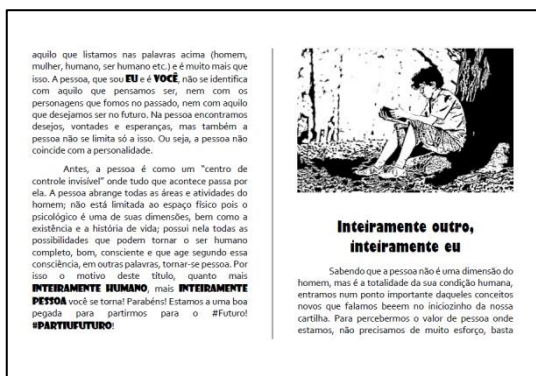 aquilo que listamos nas palavras acima (homem,
mulher, humano, ser humano etc.) e é muito mais que
isso. A pessoa, que sou EU e é VOCÊ, não se identifica
com aquilo que pensamos ser, nem com os
personagens que fomos no passado, nem com aquilo
que desejamos ser no futuro. Na pessoa encontramos
desejos, vontades e esperanças, mas também a
pessoa não se limita só a isso. Ou seja, a pessoa não
coincide com a personalidade.
Antes, a pessoa é como um "centro de
controle invisível" onde tudo que acontece passa por
ela. A pessoa abrange todas as áreas e atividades do
homem; não está limitada ao espaço físico pois o
psicológico é uma de suas dimensões, bem como a
existência e a história de vida; possui nela todas as
possibilidades que podem tornar o ser humano
completo, bom, consciente e que age segundo essa
consciência, em outras palavras, tornar-se pessoa. Por
isso o motivo deste título, quanto mais
INTEIRAMENTE HUMANO, mais INTEIRAMENTE
PESSOA você se torna! Parabéns! Estamos a uma boa
pegada para partirmos para o #Futuro!
#PARTIUFUTURO!
Inteiramente outro,
inteiramente eu
Sabendo que a pessoa não é uma dimensão do
homem, mas é a totalidade da sua condição humana,
entramos num ponto importante daqueles conceitos
novos que falamos beeem no iniciozinho da nossa
cartilha. Para percebermos o valor de pessoa onde
estamos, não precisamos de muito esforço, basta